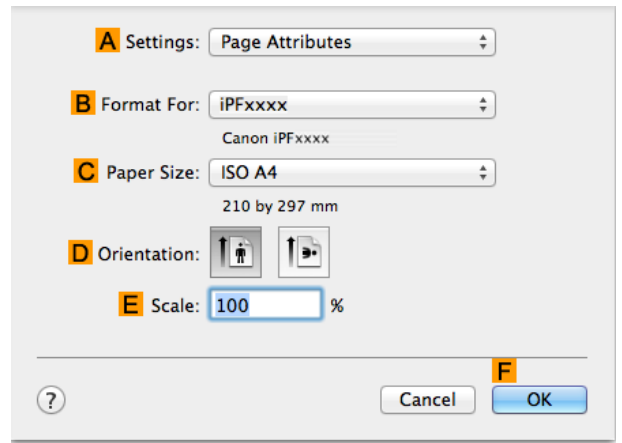 A Settings: Page Attributes
B Format For: iPFxxxx
Canon iPFxxxx
C Paper Size: ISO A4
210 by 297 mm
D Orientation:
E Scale: 100 %
F
? Cancel OK